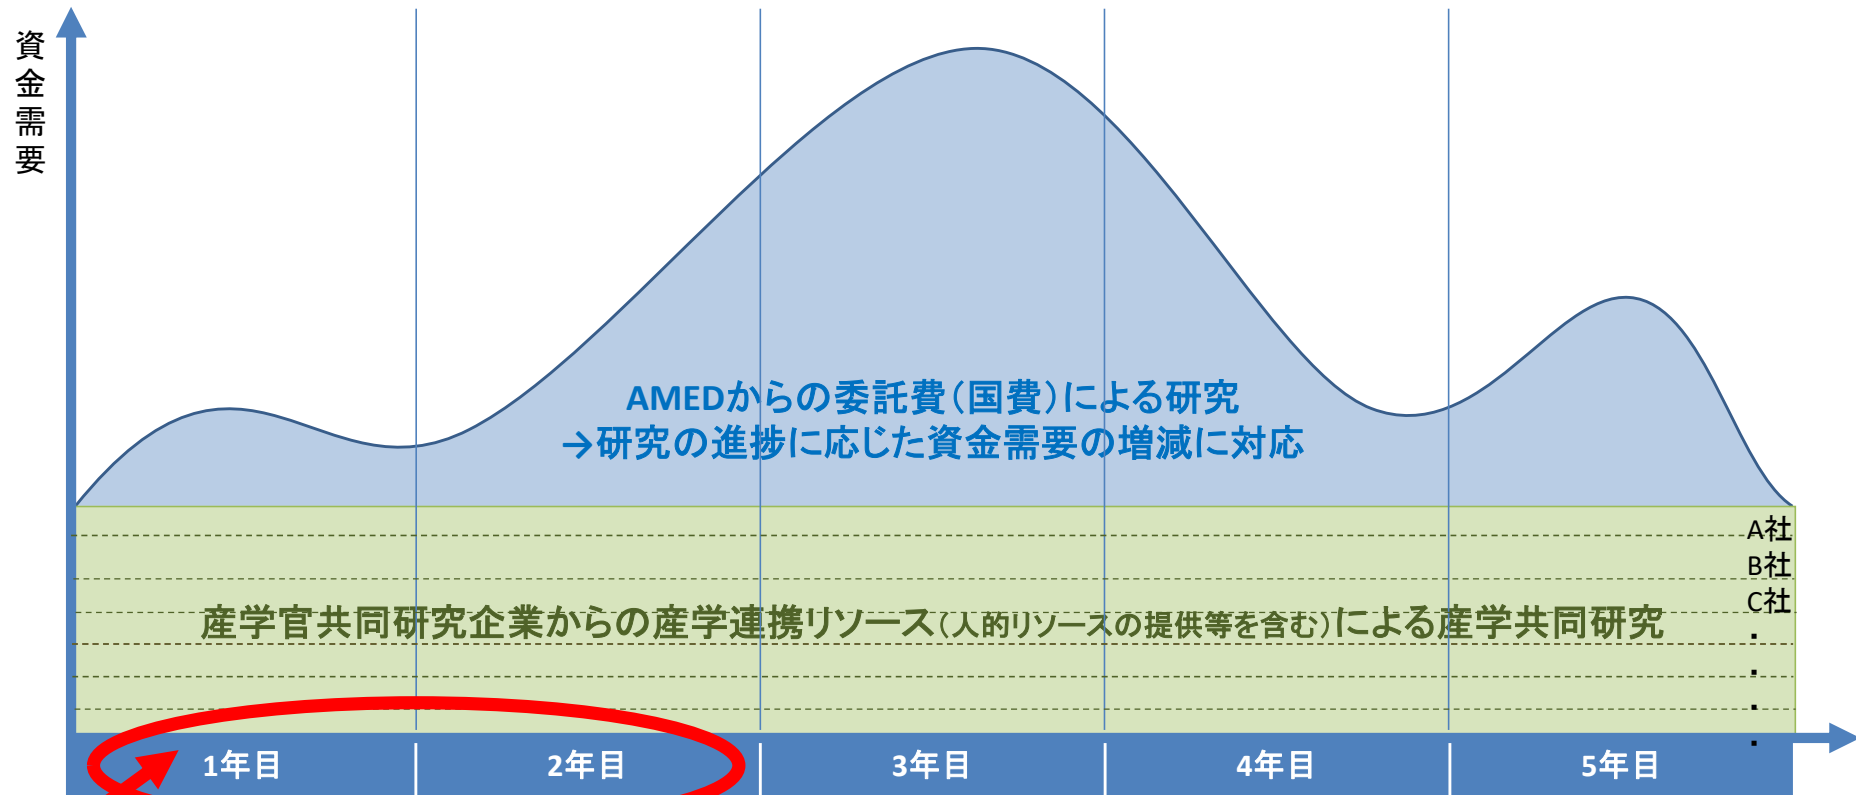 資金需要
AMEDからの委託費（国費）による研究
→研究の進捗に応じた資金需要の増減に対応
A社
B社
C社
産学官共同研究企業からの産学連携リソース（人的リソースの提供等を含む）による産学共同研究
・
・
・
・
1年目
2年目
3年目
4年目
5年目